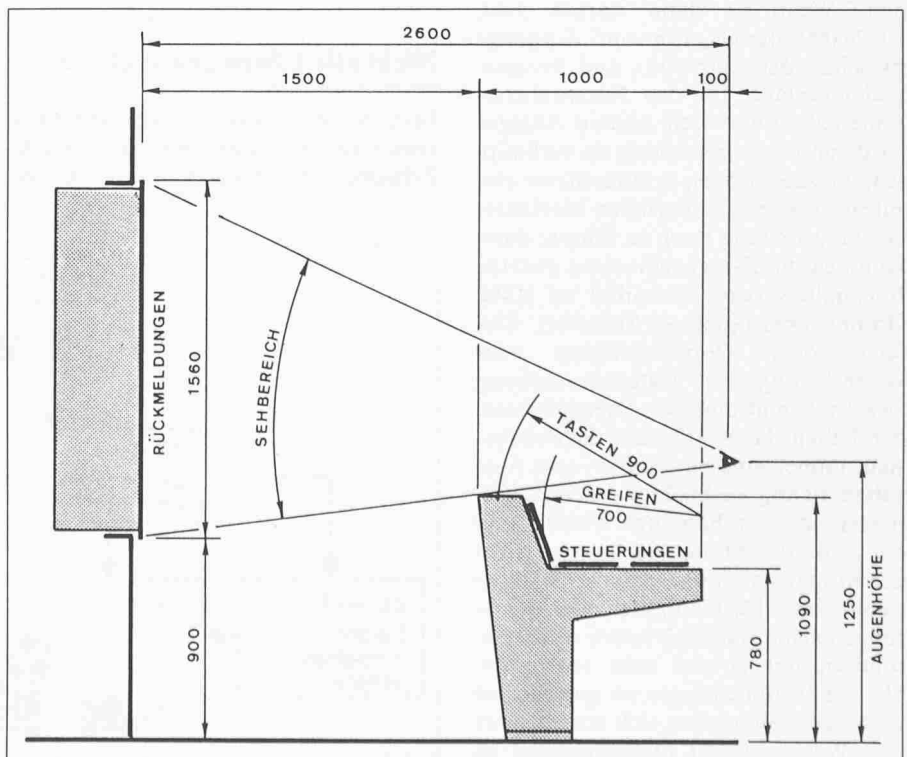 2600
1500
1000
100
RÜCKMELDUNGEN
1560
SEHBEREICH
TASTEN 900
GREIFEN
700
STEUERUNGEN
900
780
1090
1250
AUGENHÖHE